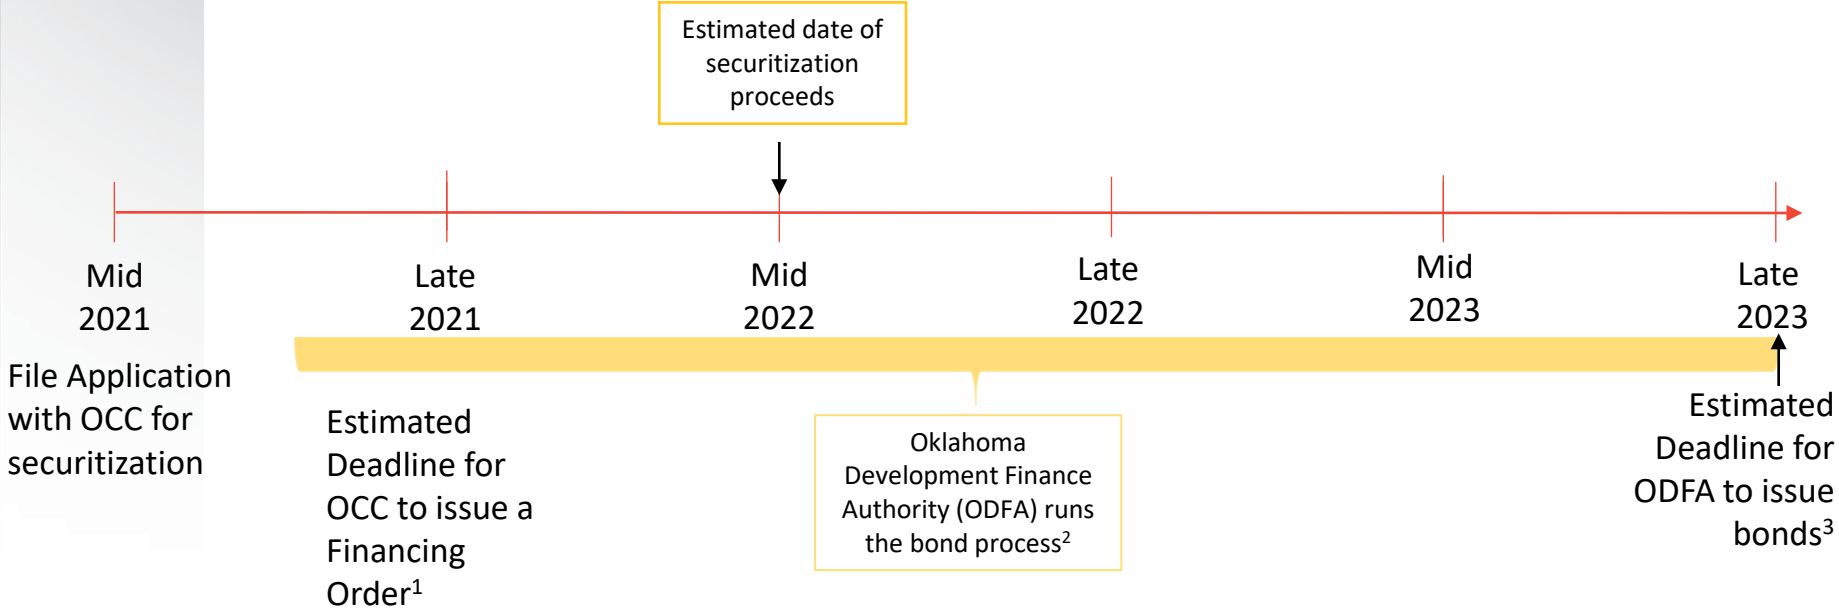 Estimated date of
securitization
proceeds
Mid
2021
Late
2021
Mid
2022
Late
2022
Mid
2023
Late
2023
File Application
with OCC for
securitization
Estimated
Deadline for
OCC to issue a
Financing
Order¹
Oklahoma
Development Finance
Authority (ODFA) runs
the bond process²
Estimated
Deadline for
ODFA to issue
bonds³